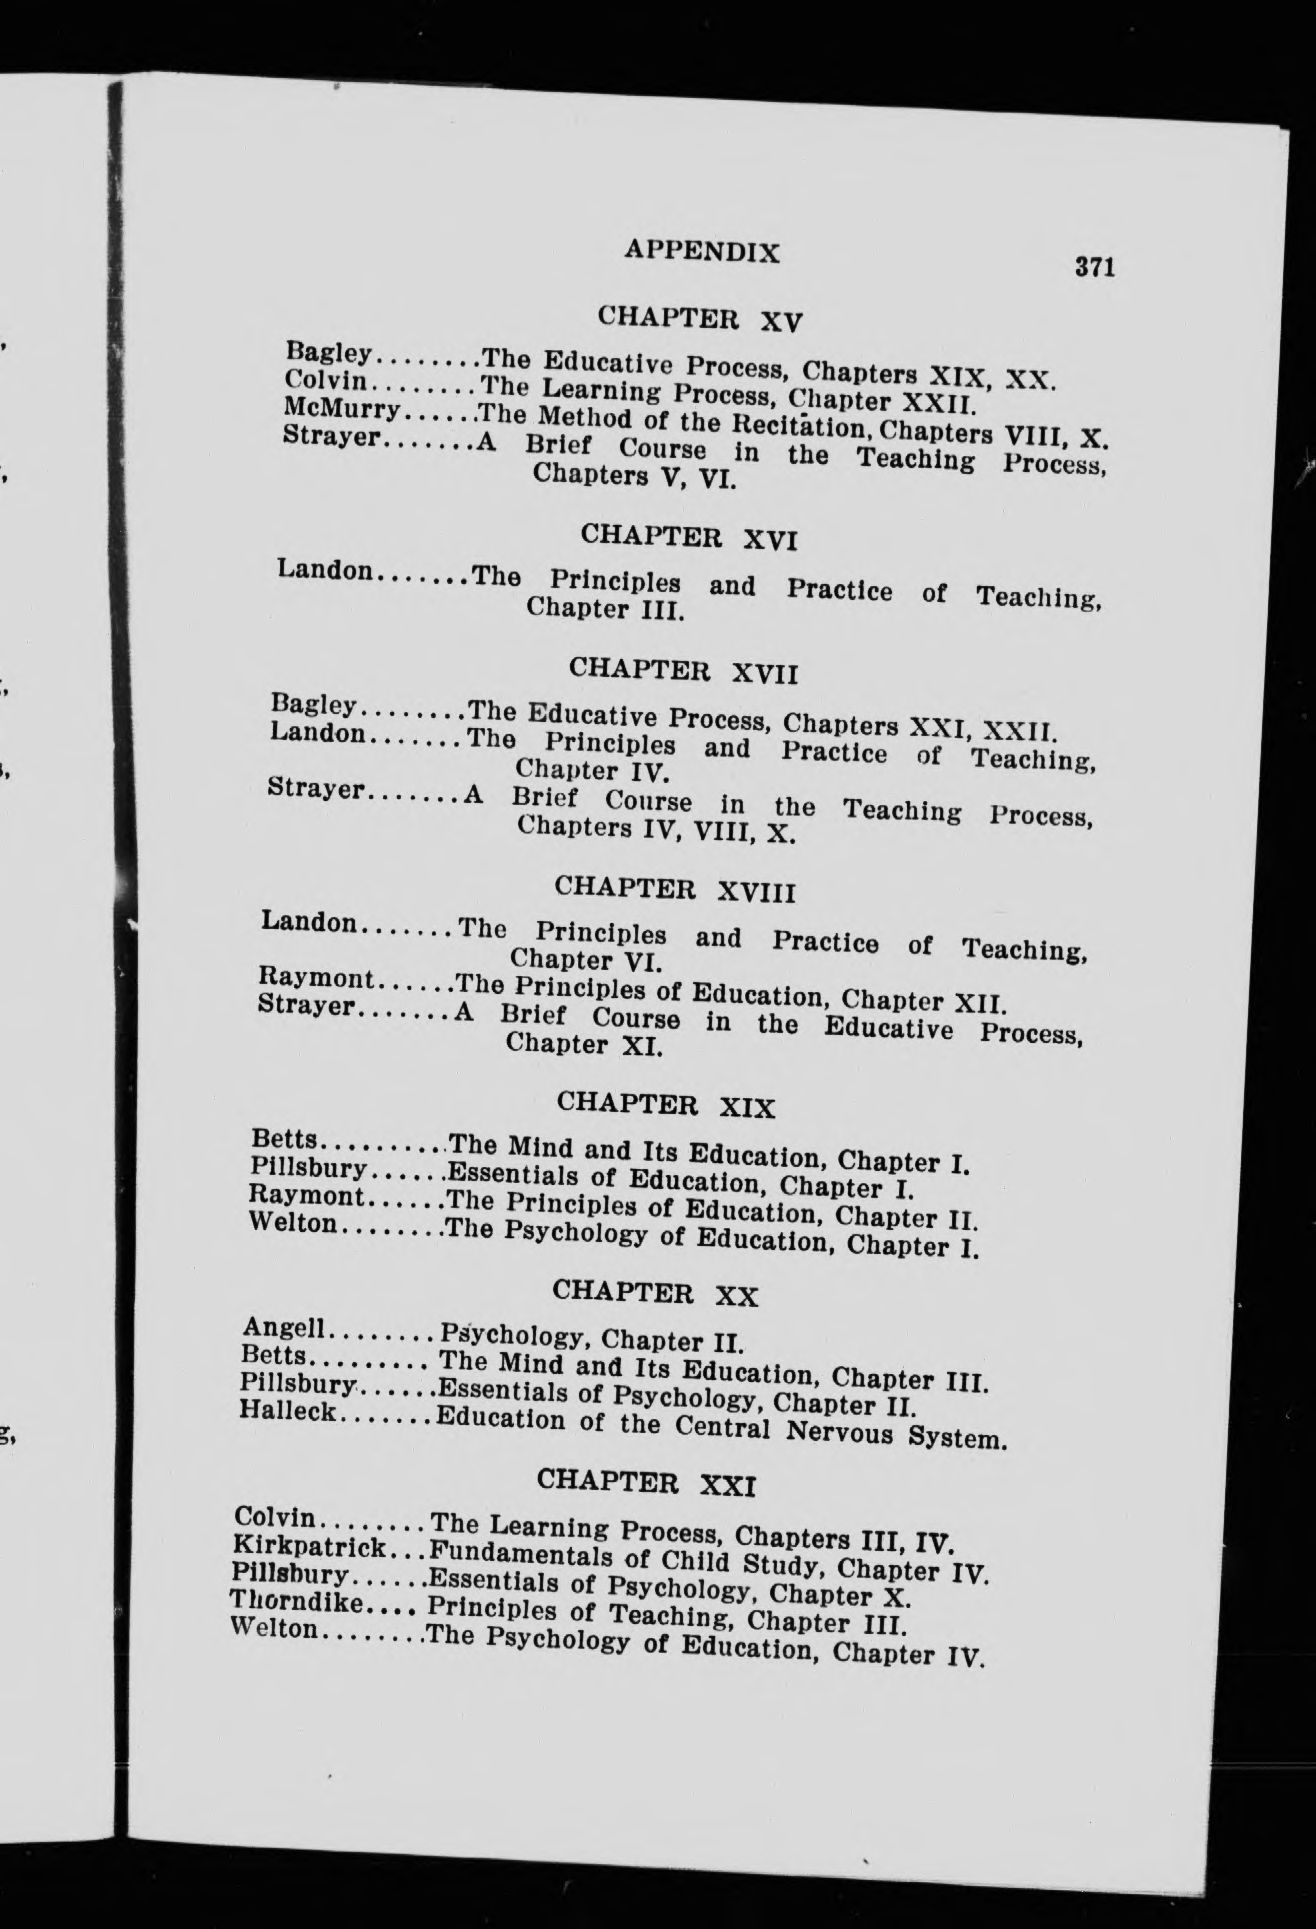 APPENDIX 371
CHAPTER XV
Bagley........The Educative Process, Chapters XIX, XX.
Colvin........The Learning Process, Chapter XXII.
McMurry......The Method of the Recitation, Chapters VIII, X.
Strayer.......A Brief Course in the Teaching Process,
Chapters V, VI.
CHAPTER XVI
Landon.......The Principles and Practice of Teaching,
Chapter III.
CHAPTER XVII
Bagley........The Educative Process, Chapters XXI, XXII.
Landon.......The Principles and Practice of Teaching,
Chapter IV.
Strayer.......A Brief Course in the Teaching Process,
Chapters IV, VIII, X.
CHAPTER XVIII
Landon.......The Principles and Practice of Teaching,
Chapter VI.
Raymont......The Principles of Education, Chapter XII.
Strayer.......A Brief Course in the Educative Process,
Chapter XI.
CHAPTER XIX
Betts..........The Mind and Its Education, Chapter I.
Pillsbury......Essentials of Education, Chapter I.
Raymont......The Principles of Education, Chapter II.
Welton........The Psychology of Education, Chapter I.
CHAPTER XX
Angell........Psychology, Chapter II.
Betts.........The Mind and Its Education, Chapter III.
Pillsbury......Essentials of Psychology, Chapter II.
Halleck.......Education of the Central Nervous System.
CHAPTER XXI
Colvin........The Learning Process, Chapters III, IV.
Kirkpatrick...Fundamentals of Child Study, Chapter IV.
Pillsbury......Essentials of Psychology, Chapter X.
Thorndike....Principles of Teaching, Chapter III.
Welton........The Psychology of Education, Chapter IV.